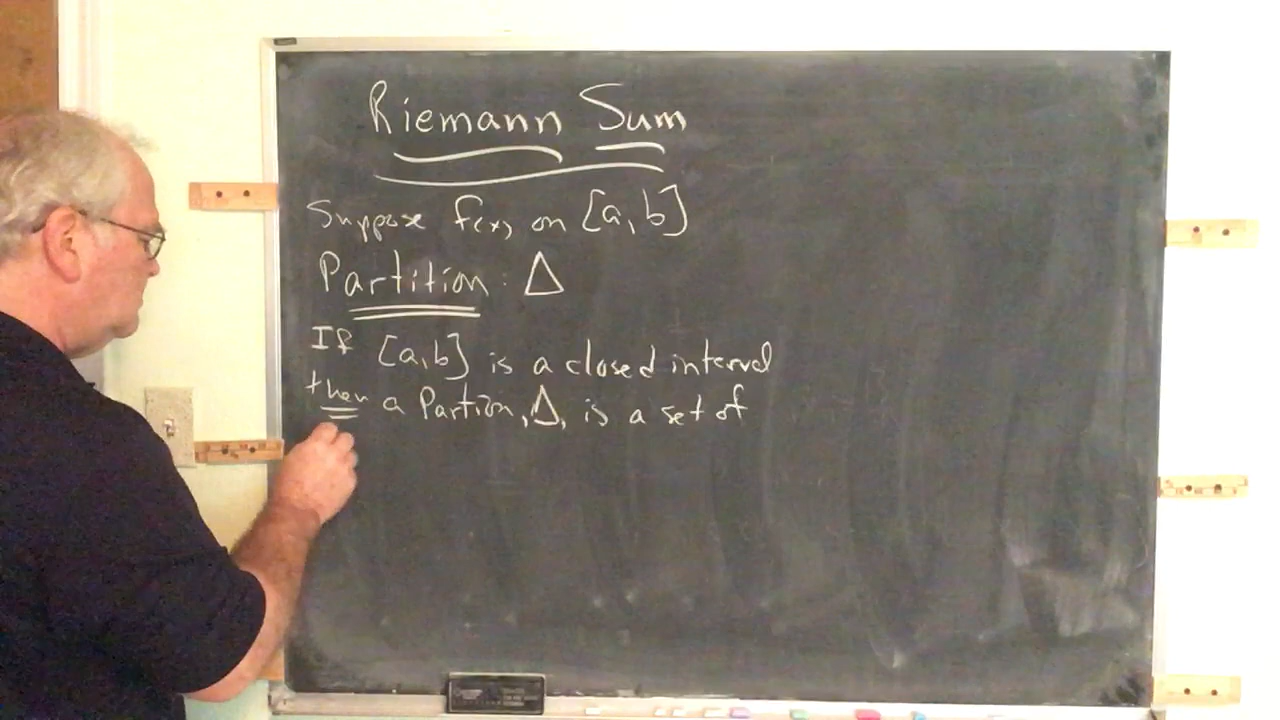 Riemann Sum
Suppose f(x) on [a,b]
Partition : Δ
If [a,b] is a closed interval
then a Partion, Δ, is a set of